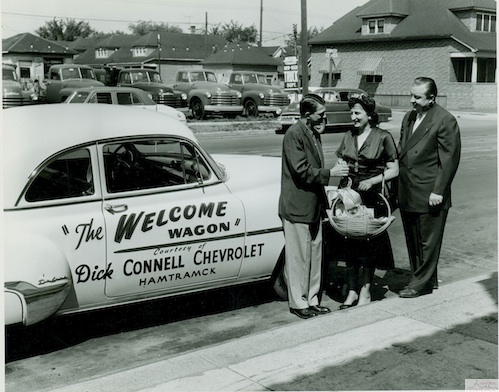 "The WELCOME
WAGON"
Courtesy of
Dick CONNELL CHEVROLET
HAMTRAMCK